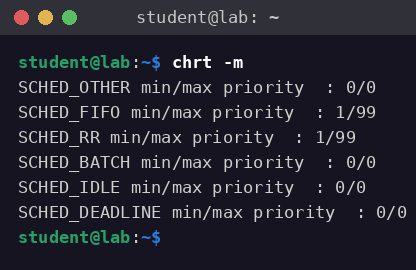 student@lab: ~
student@lab:~$ chrt -m
SCHED_OTHER min/max priority  : 0/0
SCHED_FIFO min/max priority  : 1/99
SCHED_RR min/max priority  : 1/99
SCHED_BATCH min/max priority  : 0/0
SCHED_IDLE min/max priority  : 0/0
SCHED_DEADLINE min/max priority  : 0/0
student@lab:~$